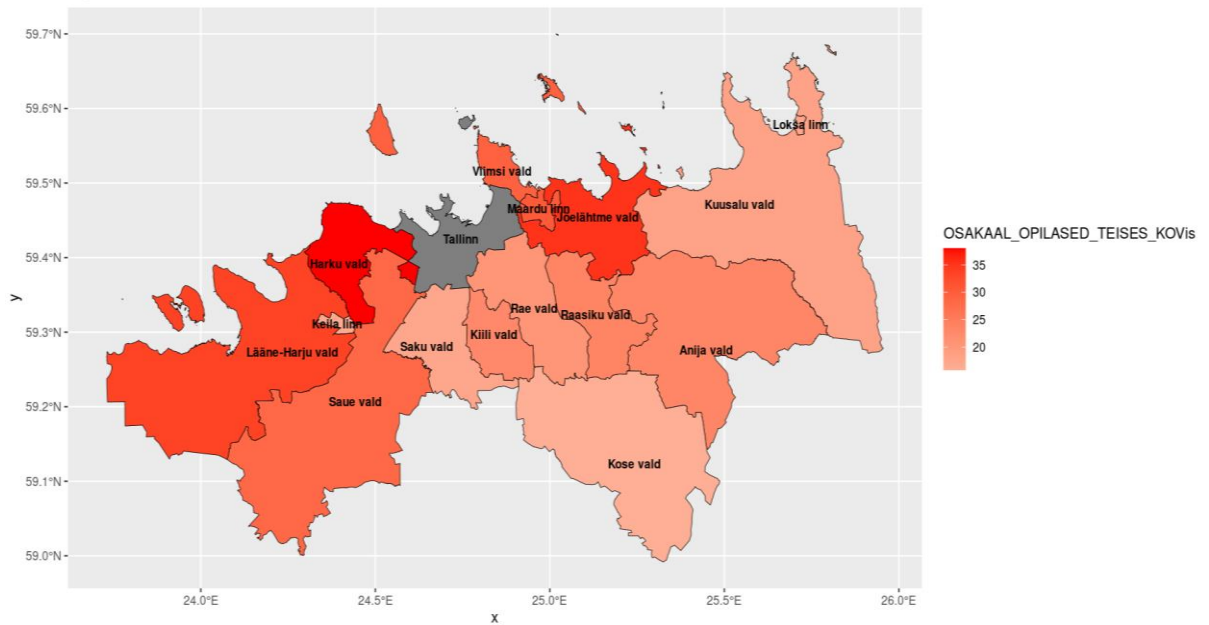 59.7°N
59.6°N
59.5°N
59.4°N
59.3°N
59.2°N
59.1°N
59.0°N
y
Loksa linn
Viimsi vald
Kuusalu vald
Maardu linn
Joelähtme vald
Tallinn
Harku vald
Rae vald
Raasiku vald
Keila linn
Kiili vald
Saku vald
Anija vald
Lääne-Harju vald
Saue vald
Kose vald
24.0°E
24.5°E
25.0°E
25.5°E
26.0°E
x
OSAKAAL_OPILASED_TEISES_KOVis
35
30
25
20